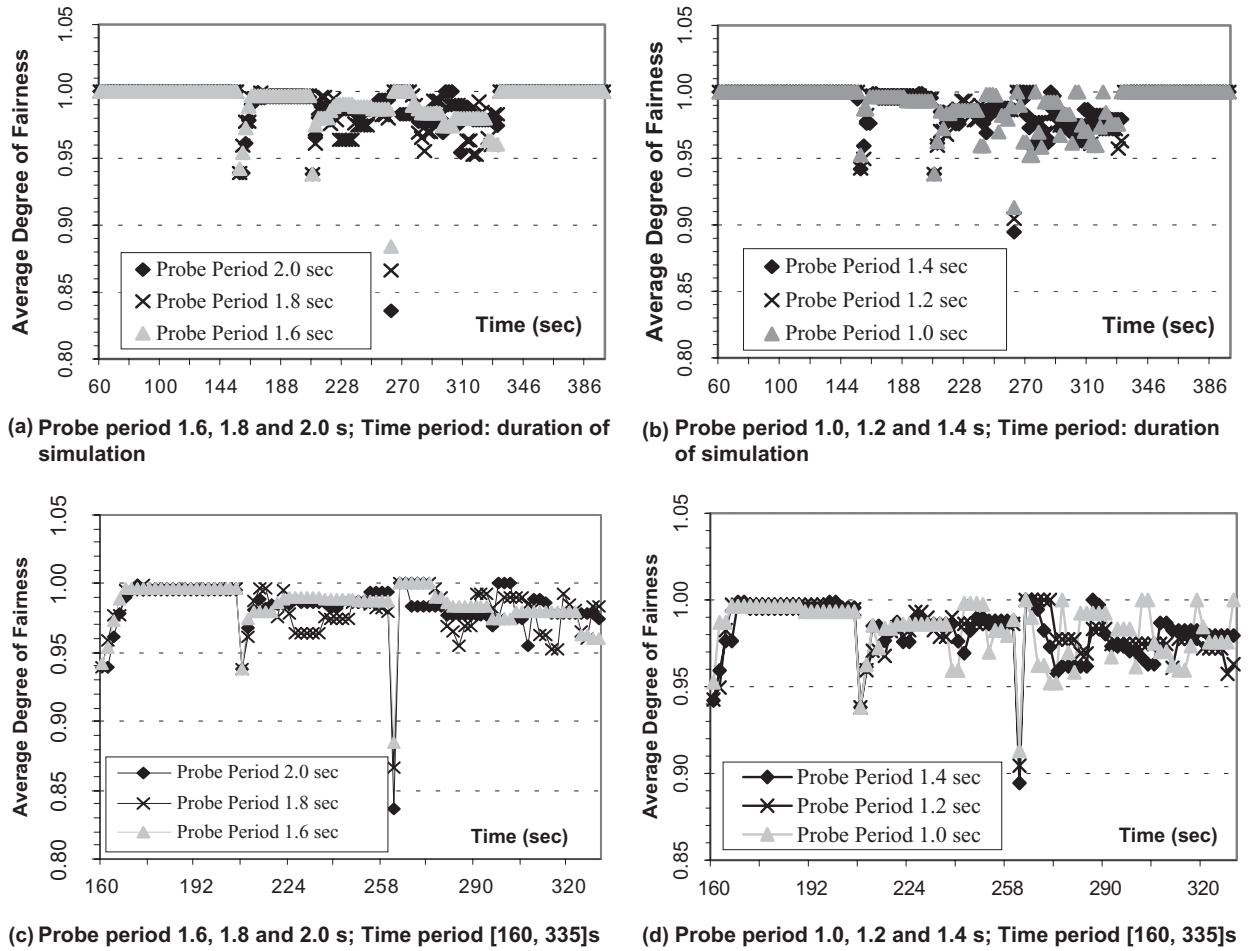 Average Degree of Fairness
1.05
1.00
0.95
0.90
0.85
0.80
Probe Period 2.0 sec
Probe Period 1.8 sec
Probe Period 1.6 sec
Time (sec)
60 100 144 188 228 270 310 346 386
(a) Probe period 1.6, 1.8 and 2.0 s; Time period: duration of
simulation
Average Degree of Fairness
1.05
1.00
0.95
0.90
0.85
0.80
Probe Period 1.4 sec
Probe Period 1.2 sec
Probe Period 1.0 sec
Time (sec)
60 100 144 188 228 270 310 346 386
(b) Probe period 1.0, 1.2 and 1.4 s; Time period: duration
of simulation
Average Degree of Fairness
1.05
1.00
0.95
0.90
0.85
0.80
Probe Period 2.0 sec
Probe Period 1.8 sec
Probe Period 1.6 sec
Time (sec)
160 192 224 258 290 320
(c) Probe period 1.6, 1.8 and 2.0 s; Time period [160, 335]s
Average Degree of Fairness
1.05
1.00
0.95
0.90
0.85
Probe Period 1.4 sec
Probe Period 1.2 sec
Probe Period 1.0 sec
Time (sec)
160 192 224 258 290 320
(d) Probe period 1.0, 1.2 and 1.4 s; Time period [160, 335]s